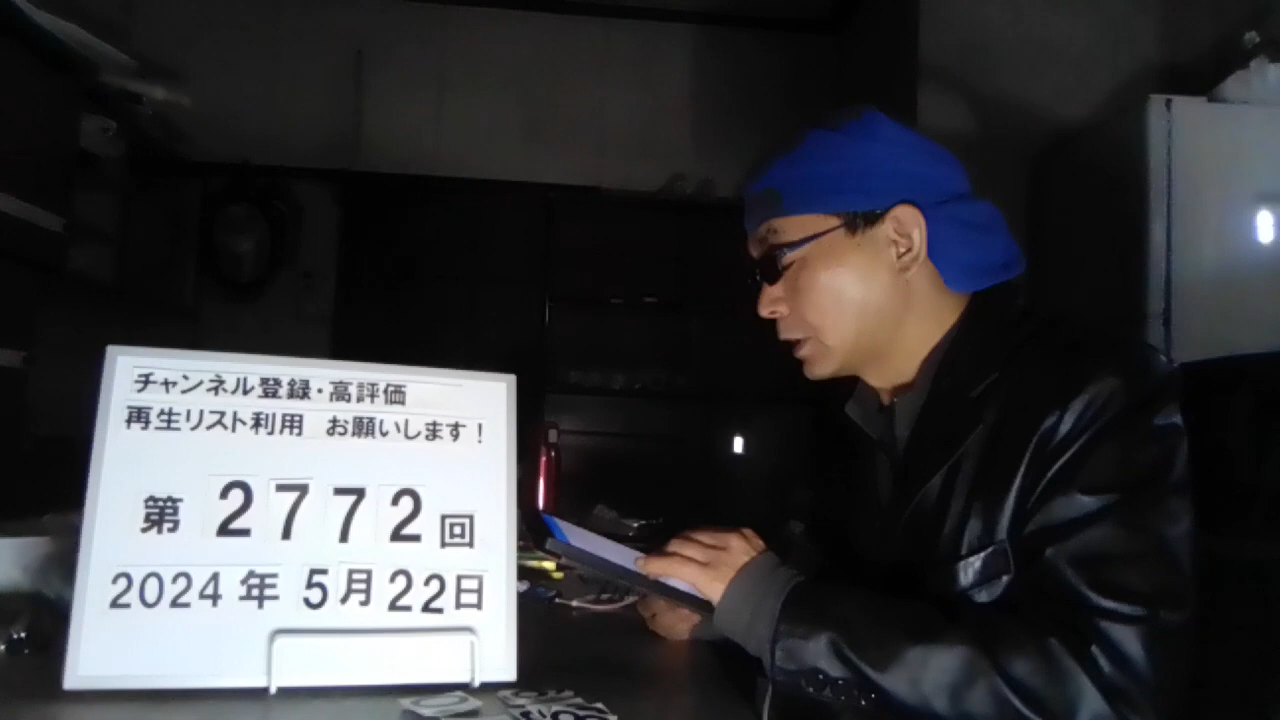 チャンネル登録・高評価
再生リスト利用　お願いします！
第 2772 回
2024 年 5月22日